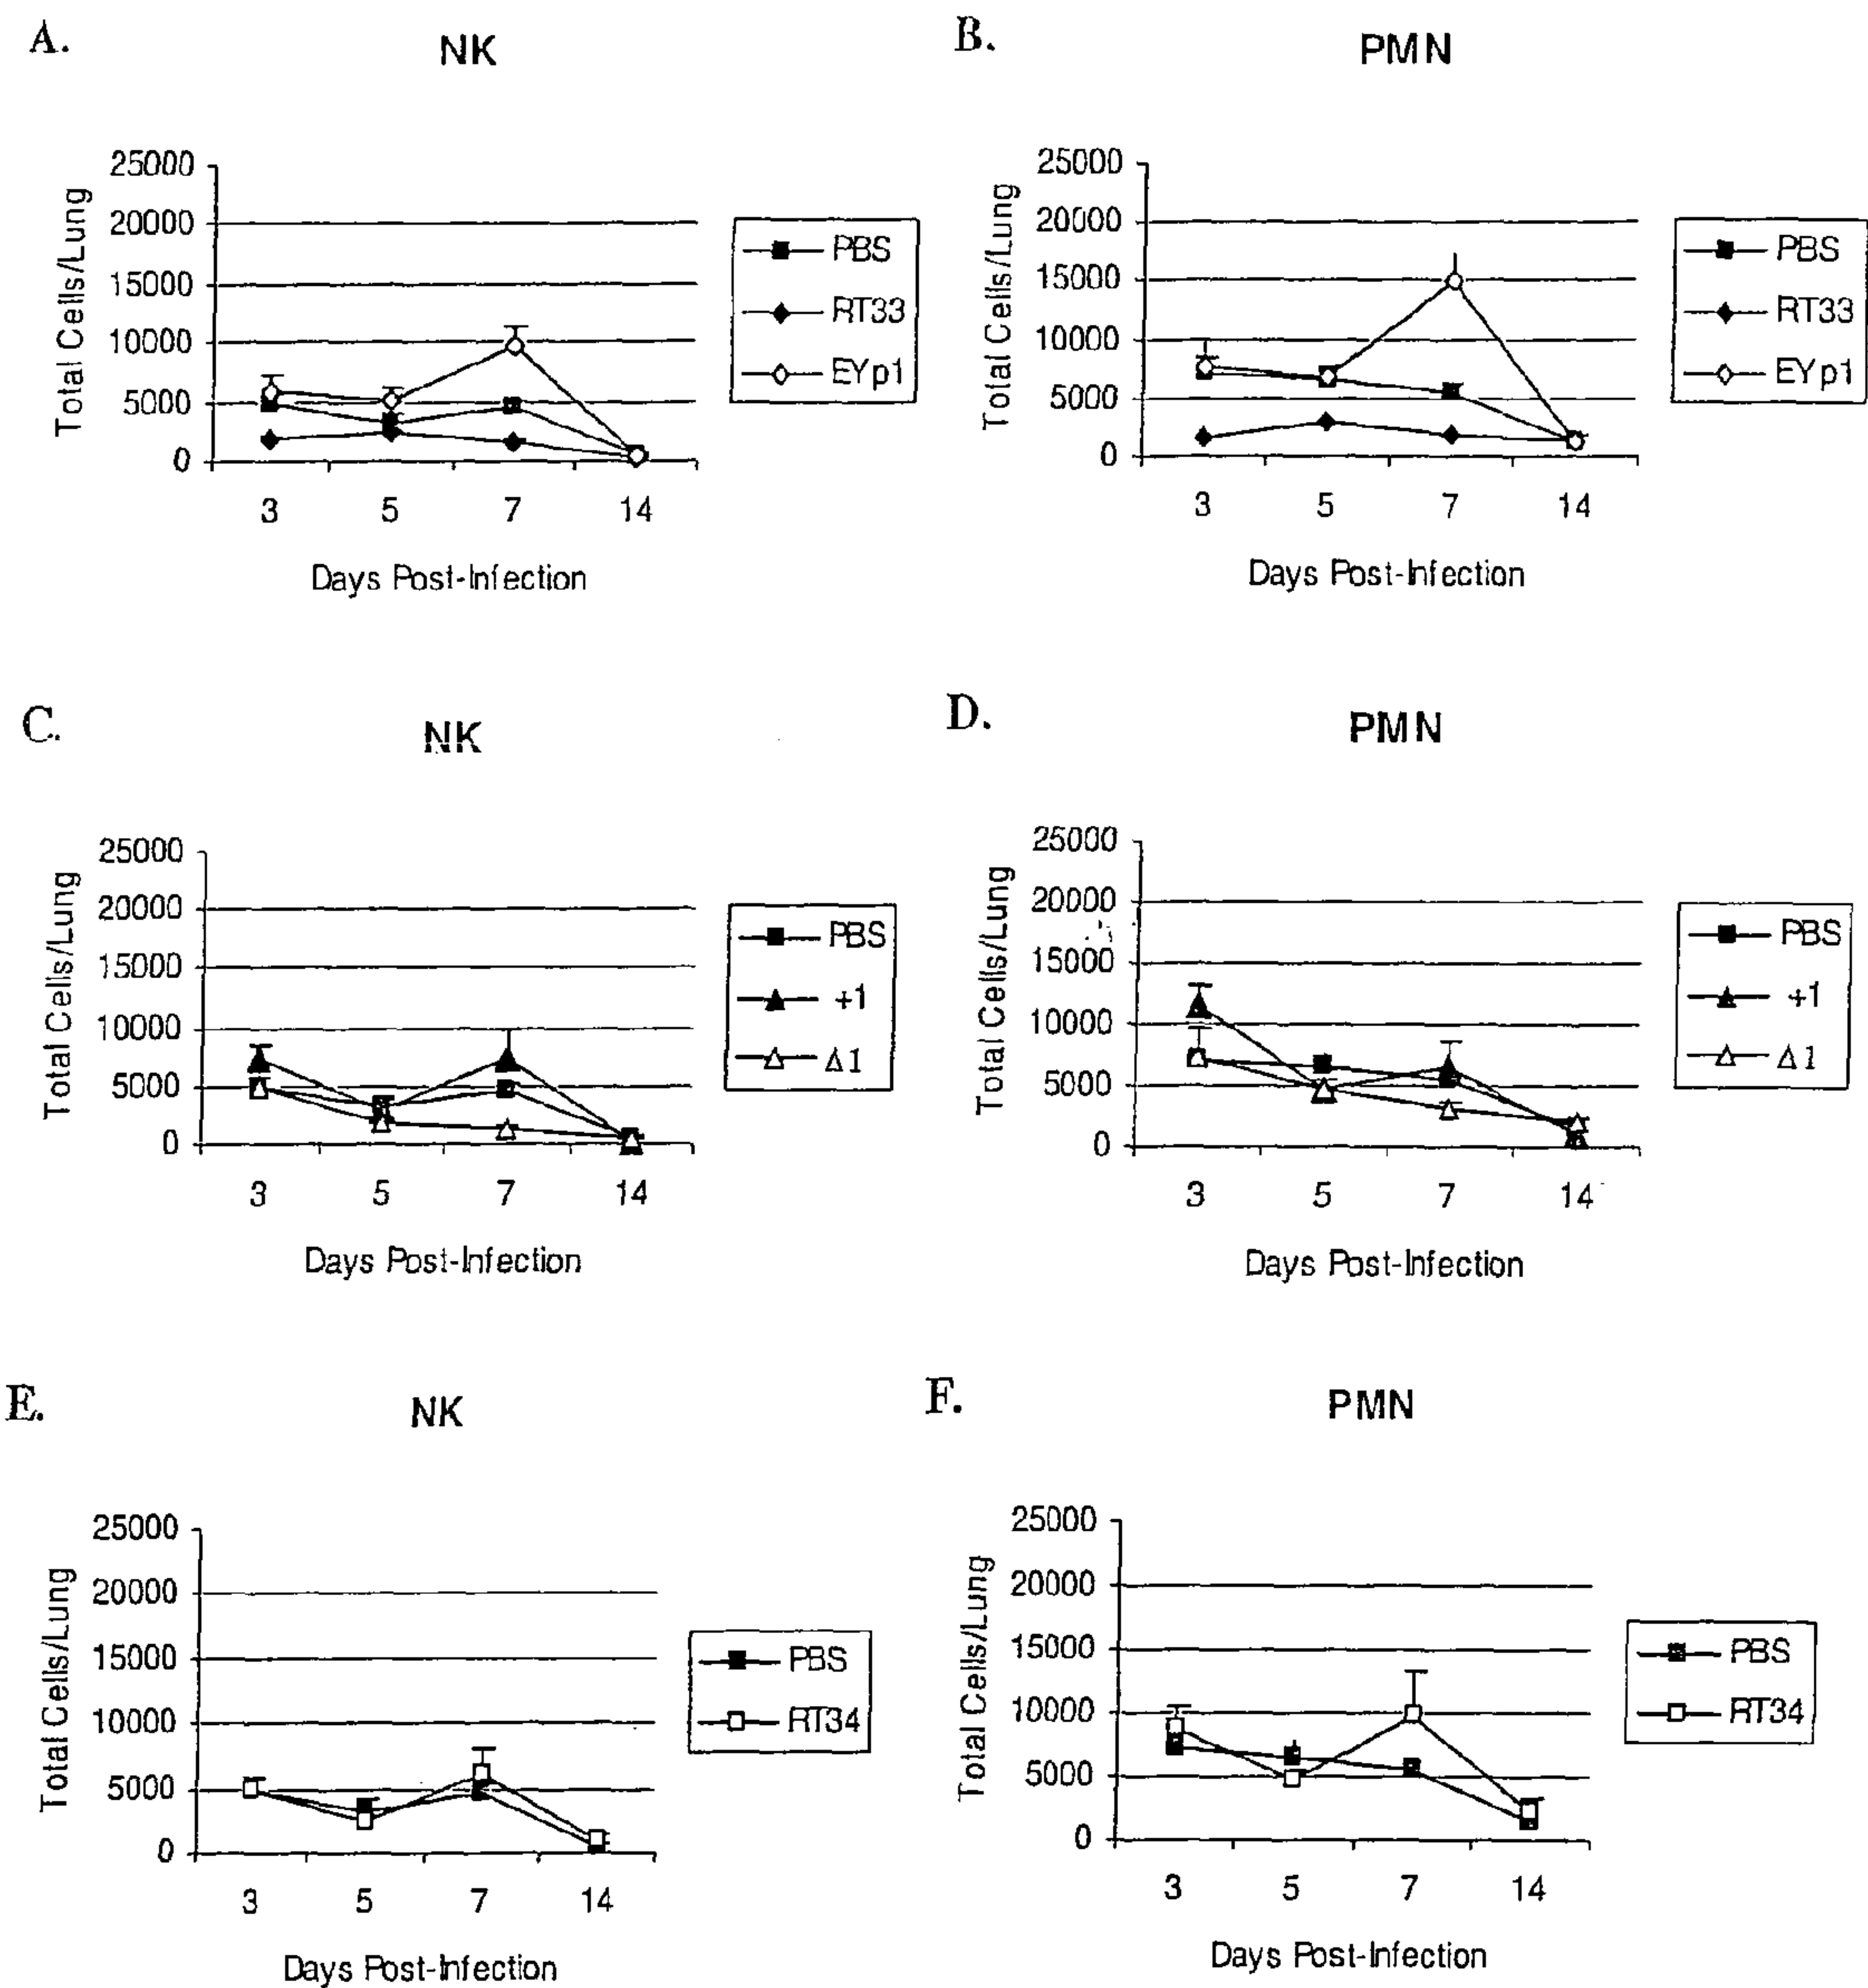 A.
NK
25000
20000
15000
10000
5000
0
Total Cells/Lung
3 5 7 14
Days Post-Infection
PBS
RT33
EYp1
B.
PMN
25000
20000
15000
10000
5000
0
Total Cells/Lung
3 5 7 14
Days Post-Infection
PBS
RT33
EYp1
C.
NK
25000
20000
15000
10000
5000
0
Total Cells/Lung
3 5 7 14
Days Post-Infection
PBS
+1
Δ1
D.
PMN
25000
20000
15000
10000
5000
0
Total Cells/Lung
3 5 7 14
Days Post-Infection
PBS
+1
Δ1
E.
NK
25000
20000
15000
10000
5000
0
Total Cells/Lung
3 5 7 14
Days Post-Infection
PBS
RT34
F.
PMN
25000
20000
15000
10000
5000
0
Total Cells/Lung
3 5 7 14
Days Post-Infection
PBS
RT34